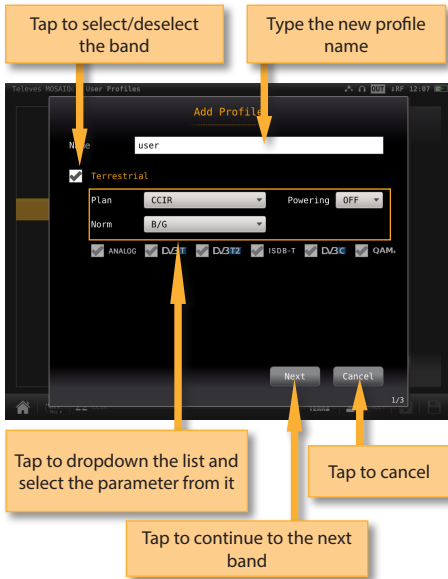 Tap to select/deselect
the band
Type the new profile
name
Televes MOSAIQ6 User Profiles
OUT ↓RF 12:07
Add Profile
user
Terrestrial
Plan
CCIR
Powering
OFF
Norm
B/G
ANALOG DVB T DVB T2 ISDB-T DVB C QAM.
Next
Cancel
1/3
Tap to dropdown the list and
select the parameter from it
Tap to cancel
Tap to continue to the next
band